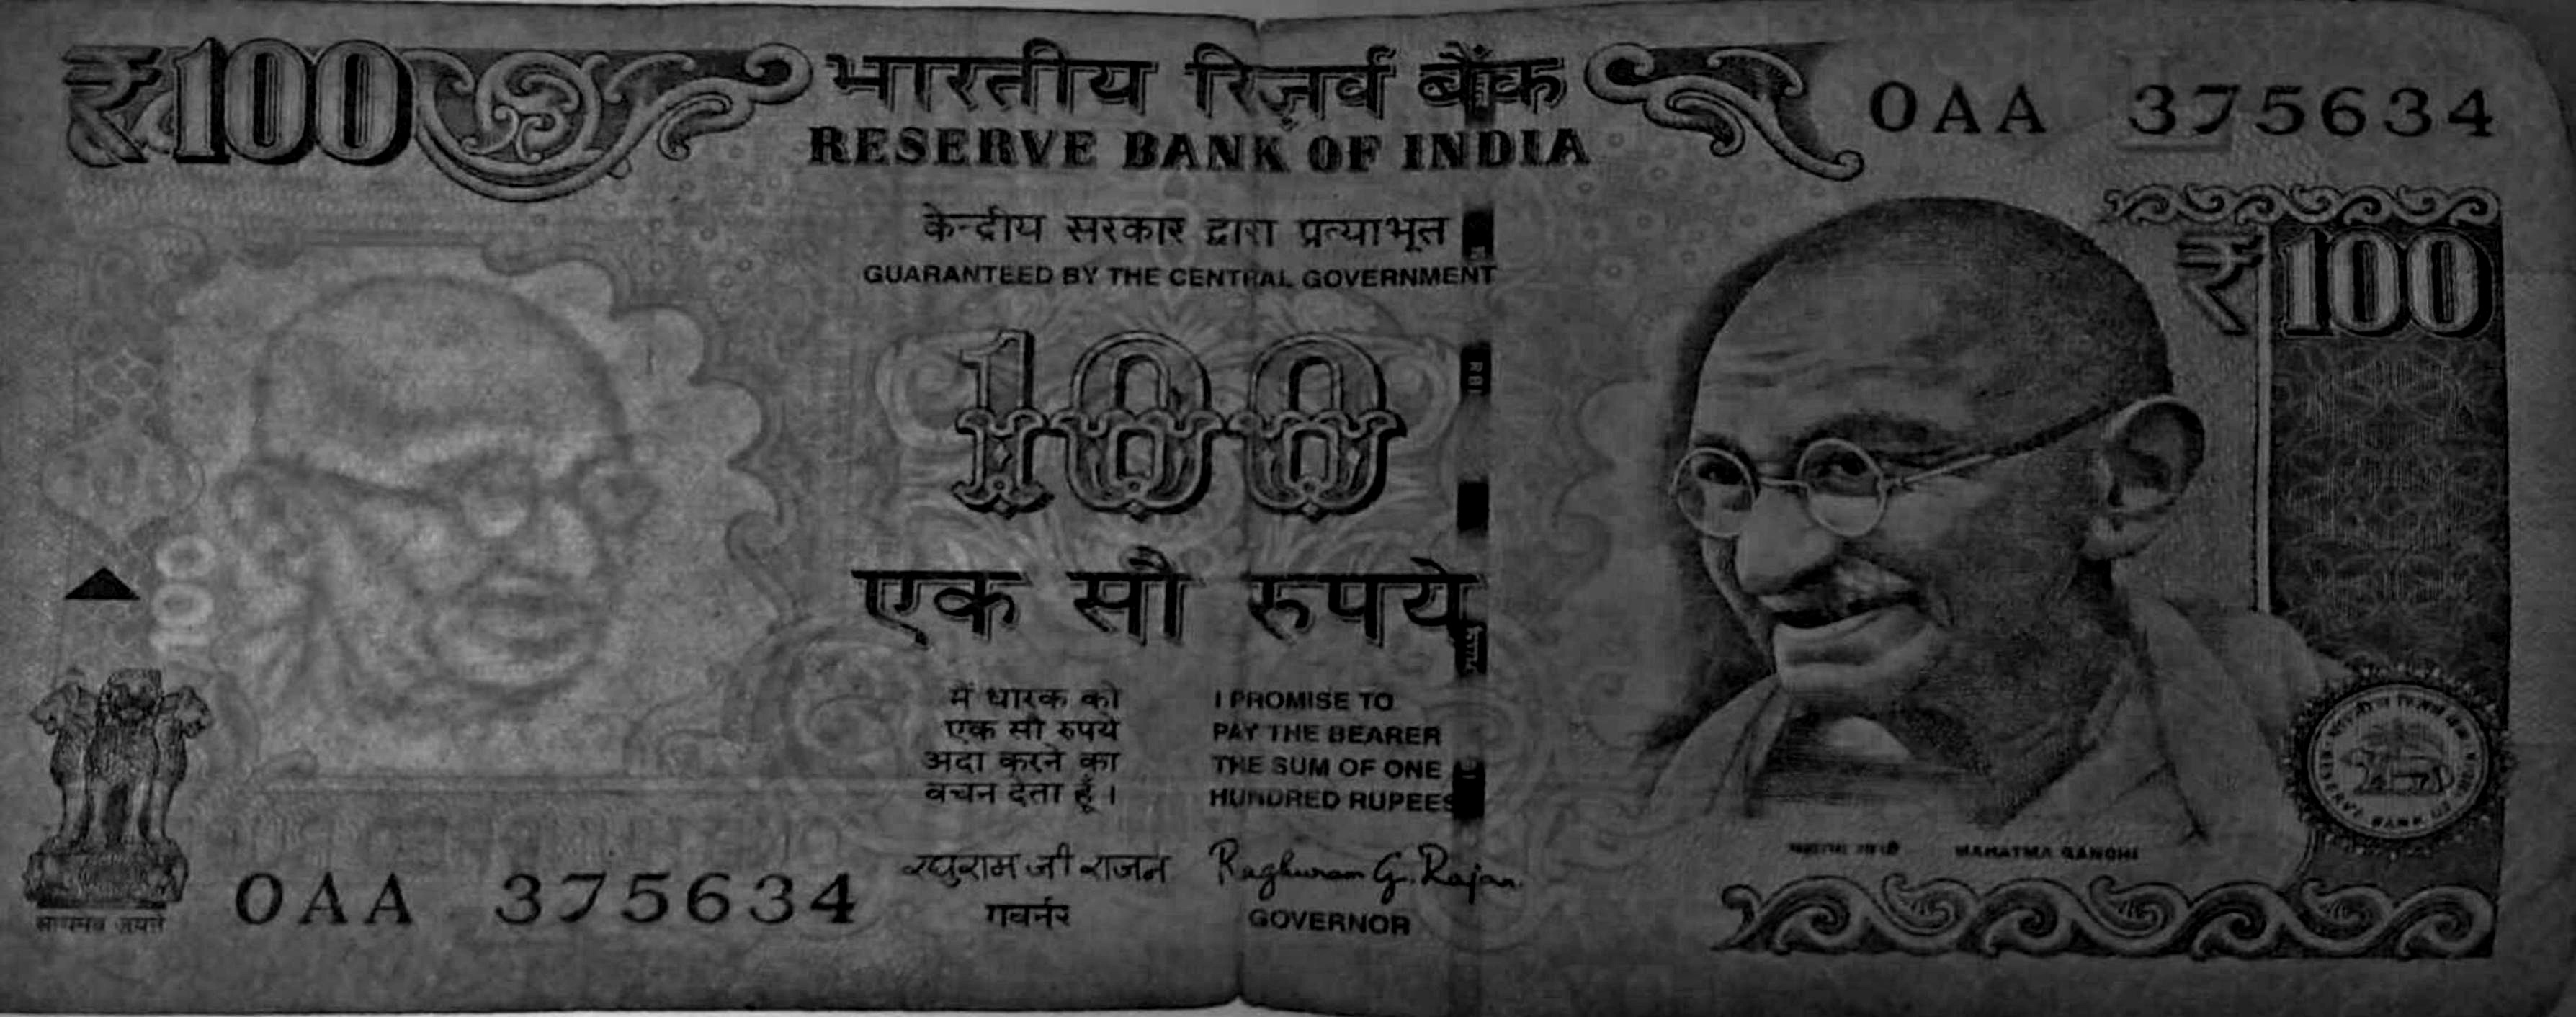 ₹100
भारतीय रिज़र्व बैंक
RESERVE BANK OF INDIA
0AA 375634
केन्द्रीय सरकार द्वारा प्रत्याभूत
GUARANTEED BY THE CENTRAL GOVERNMENT
₹100
100
RBI
100
एक सौ रुपये
मैं धारक को
एक सौ रुपये
अदा करने का
वचन देता हूँ।
I PROMISE TO
PAY THE BEARER
THE SUM OF ONE
HUNDRED RUPEES
रघुराम जी राजन
गवर्नर
Raghuram G. Rajan
GOVERNOR
MAHATMA GANDHI
सत्यमेव जयते
0AA 375634